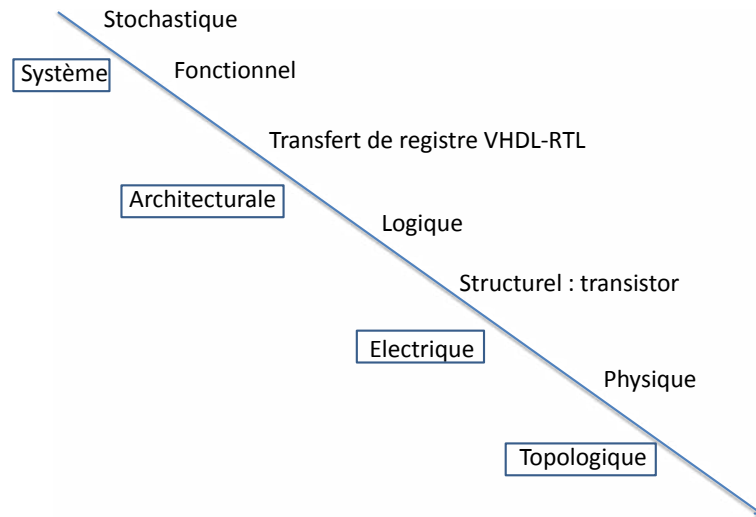 Stochastique
Système
Fonctionnel
Transfert de registre VHDL-RTL
Architecturale
Logique
Structurel : transistor
Electrique
Physique
Topologique